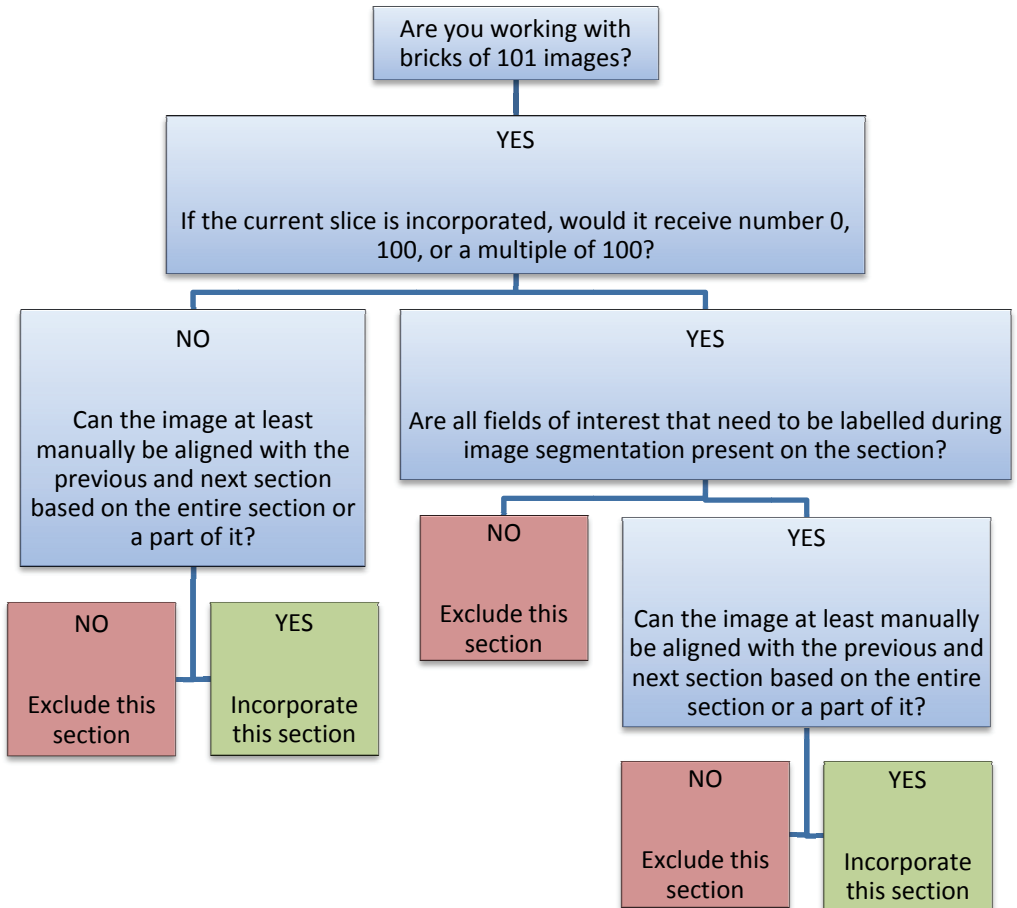 Are you working with
bricks of 101 images?
YES
If the current slice is incorporated, would it receive number 0,
100, or a multiple of 100?
NO
Can the image at least
manually be aligned with the
previous and next section
based on the entire section or
a part of it?
YES
Are all fields of interest that need to be labelled during
image segmentation present on the section?
NO
Exclude this
section
YES
Incorporate
this section
NO
Exclude this
section
YES
Can the image at least manually
be aligned with the previous and
next section based on the entire
section or a part of it?
NO
Exclude this
section
YES
Incorporate
this section